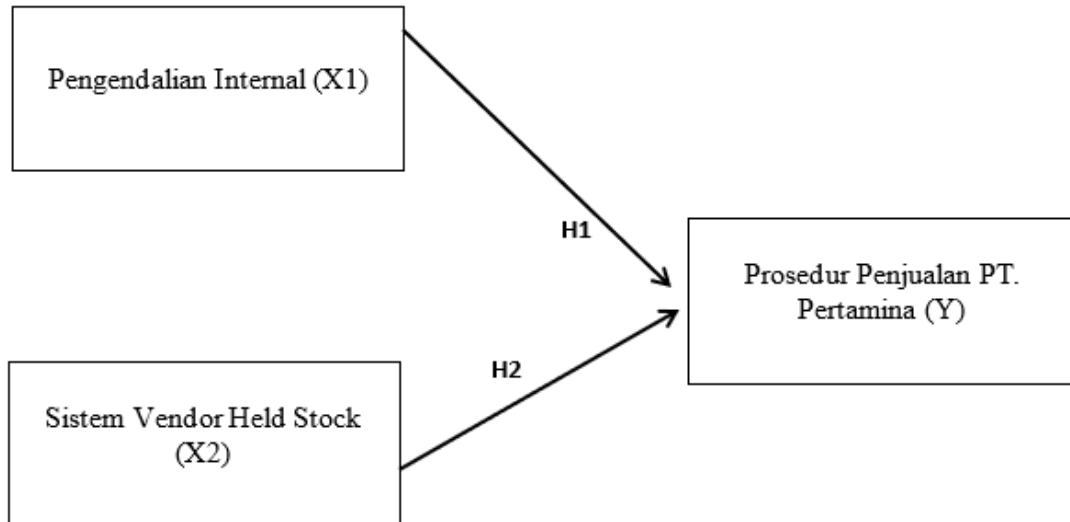 Pengendalian Internal (X1)
H1
Prosedur Penjualan PT.
Pertamina (Y)
H2
Sistem Vendor Held Stock
(X2)